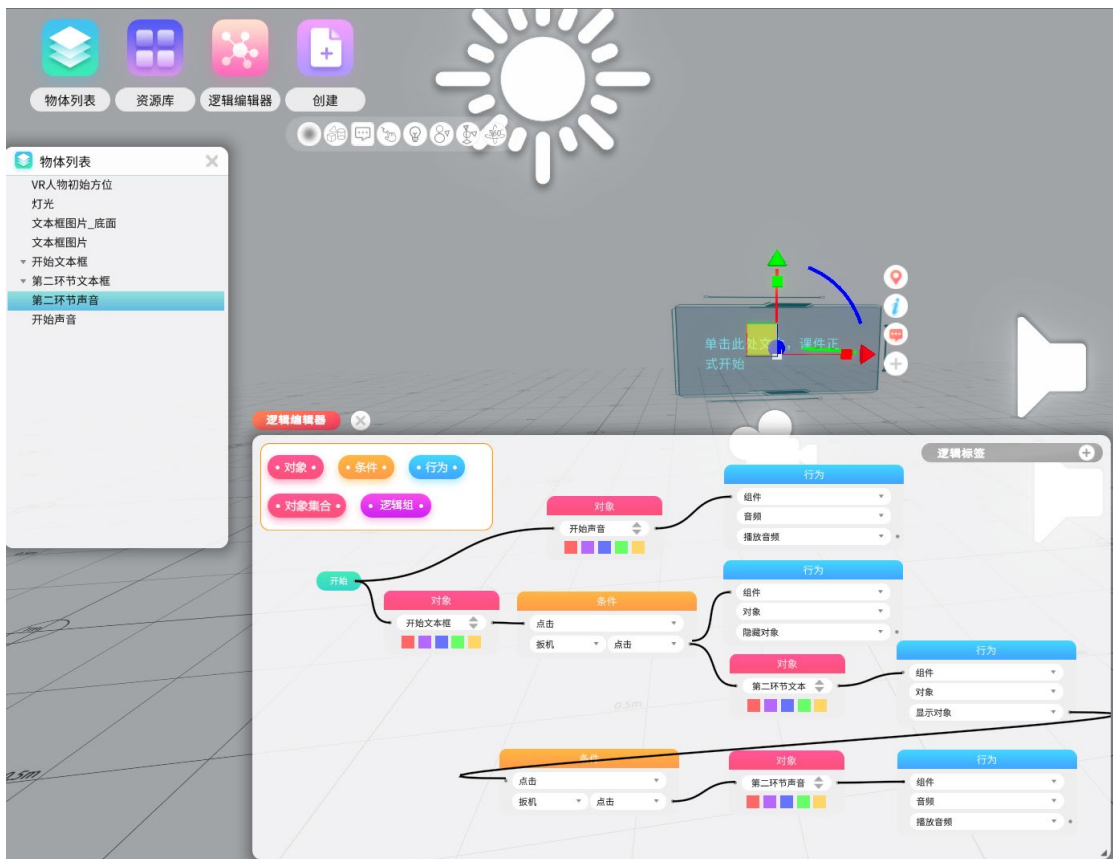 物体列表
资源库
逻辑编辑器
创建
360°
物体列表
VR人物初始方位
灯光
文本框图片_底面
文本框图片
开始文本框
第二环节文本框
第二环节声音
开始声音
单击此处文 ，课件正
式开始
逻辑编辑器
逻辑标签
对象
条件
行为
对象集合
逻辑组
开始
对象
开始声音
行为
组件
音频
播放音频
对象
开始文本框
条件
点击
扳机
点击
行为
组件
对象
隐藏对象
对象
第二环节文本
行为
组件
对象
显示对象
条件
点击
扳机
点击
对象
第二环节声音
行为
组件
音频
播放音频
0.5m